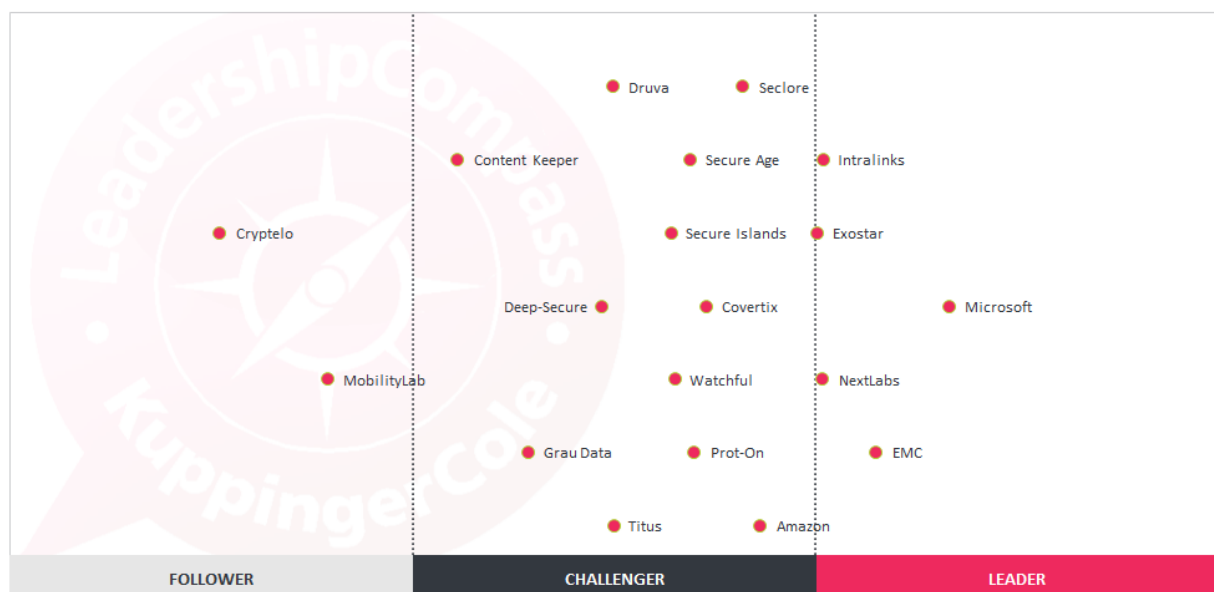 LeadershipCompass
KuppingerCole
Druva
Seclore
Content Keeper
Secure Age
Intralinks
Cryptelo
Secure Islands
Exostar
Deep-Secure
Covertix
Microsoft
MobilityLab
Watchful
NextLabs
Grau Data
Prot-On
EMC
Titus
Amazon
FOLLOWER
CHALLENGER
LEADER